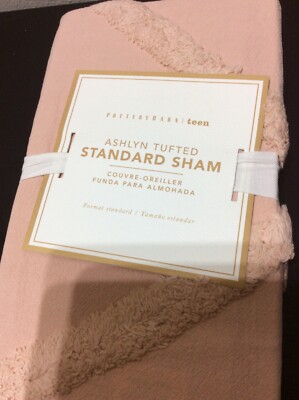 POTTERYBARN | teen
ASHLYN TUFTED
STANDARD SHAM
COUVRE-OREILLER
FUNDA PARA ALMOHADA
Format standard / Tamaño estándar